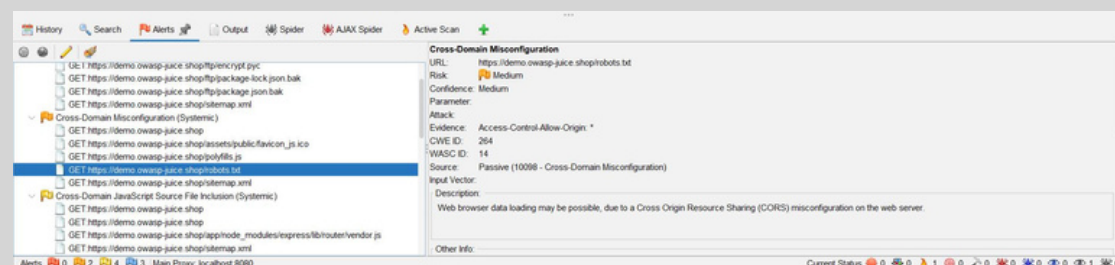 History Search Alerts Output Spider AJAX Spider Active Scan
GET:https://demo.owasp-juice.shop/ftp/encrypt.pyc
GET:https://demo.owasp-juice.shop/ftp/package-lock.json.bak
GET:https://demo.owasp-juice.shop/ftp/package.json.bak
GET:https://demo.owasp-juice.shop/sitemap.xml
Cross-Domain Misconfiguration (Systemic)
GET:https://demo.owasp-juice.shop
GET:https://demo.owasp-juice.shop/assets/public/favicon_js.ico
GET:https://demo.owasp-juice.shop/polyfills.js
GET:https://demo.owasp-juice.shop/robots.txt
GET:https://demo.owasp-juice.shop/sitemap.xml
Cross-Domain JavaScript Source File Inclusion (Systemic)
GET:https://demo.owasp-juice.shop
GET:https://demo.owasp-juice.shop
GET:https://demo.owasp-juice.shop/app/node_modules/express/lib/router/vendor.js
GET:https://demo.owasp-juice.shop/sitemap.xml
Cross-Domain Misconfiguration
URL: https://demo.owasp-juice.shop/robots.txt
Risk: Medium
Confidence: Medium
Parameter:
Attack:
Evidence: Access-Control-Allow-Origin: *
CWE ID: 264
WASC ID: 14
Source: Passive (10098 - Cross-Domain Misconfiguration)
Input Vector:
Description:
Web browser data loading may be possible, due to a Cross Origin Resource Sharing (CORS) misconfiguration on the web server.
Other Info:
Alerts 0 2 4 3 Main Proxy: localhost:8080 Current Status 0 0 1 0 0 0 0 0 1